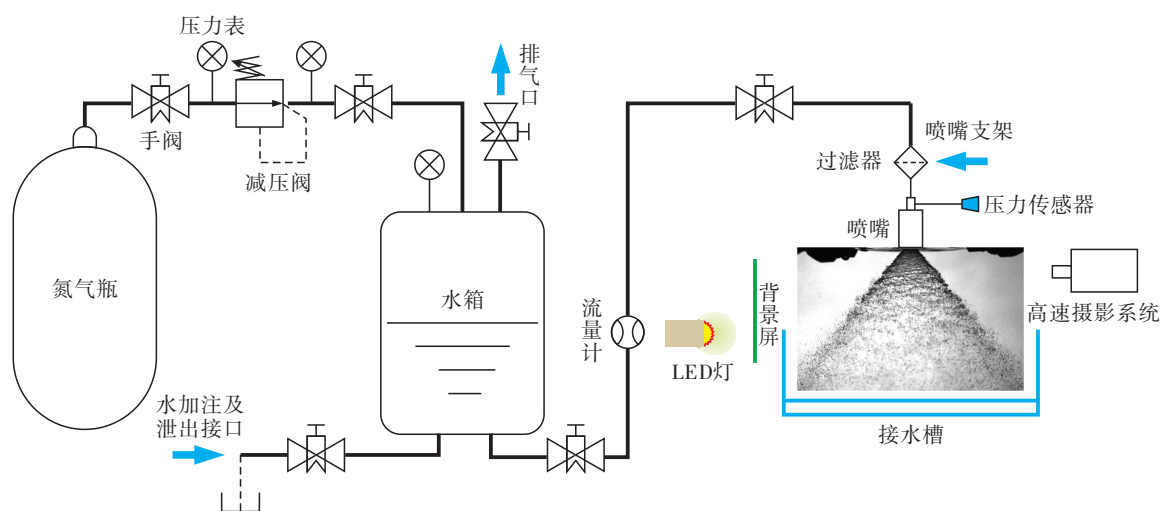 压力表
排
气
口
手阀
减压阀
喷嘴支架
过滤器
压力传感器
喷嘴
氮气瓶
水箱
流
量
计
背
景
屏
高速摄影系统
LED灯
水加注及
泄出接口
接水槽